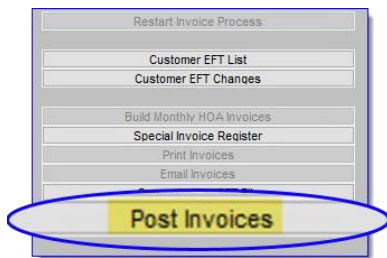 Restart Invoice Process
Customer EFT List
Customer EFT Changes
Build Monthly HOA Invoices
Special Invoice Register
Print Invoices
Email Invoices
Post Invoices